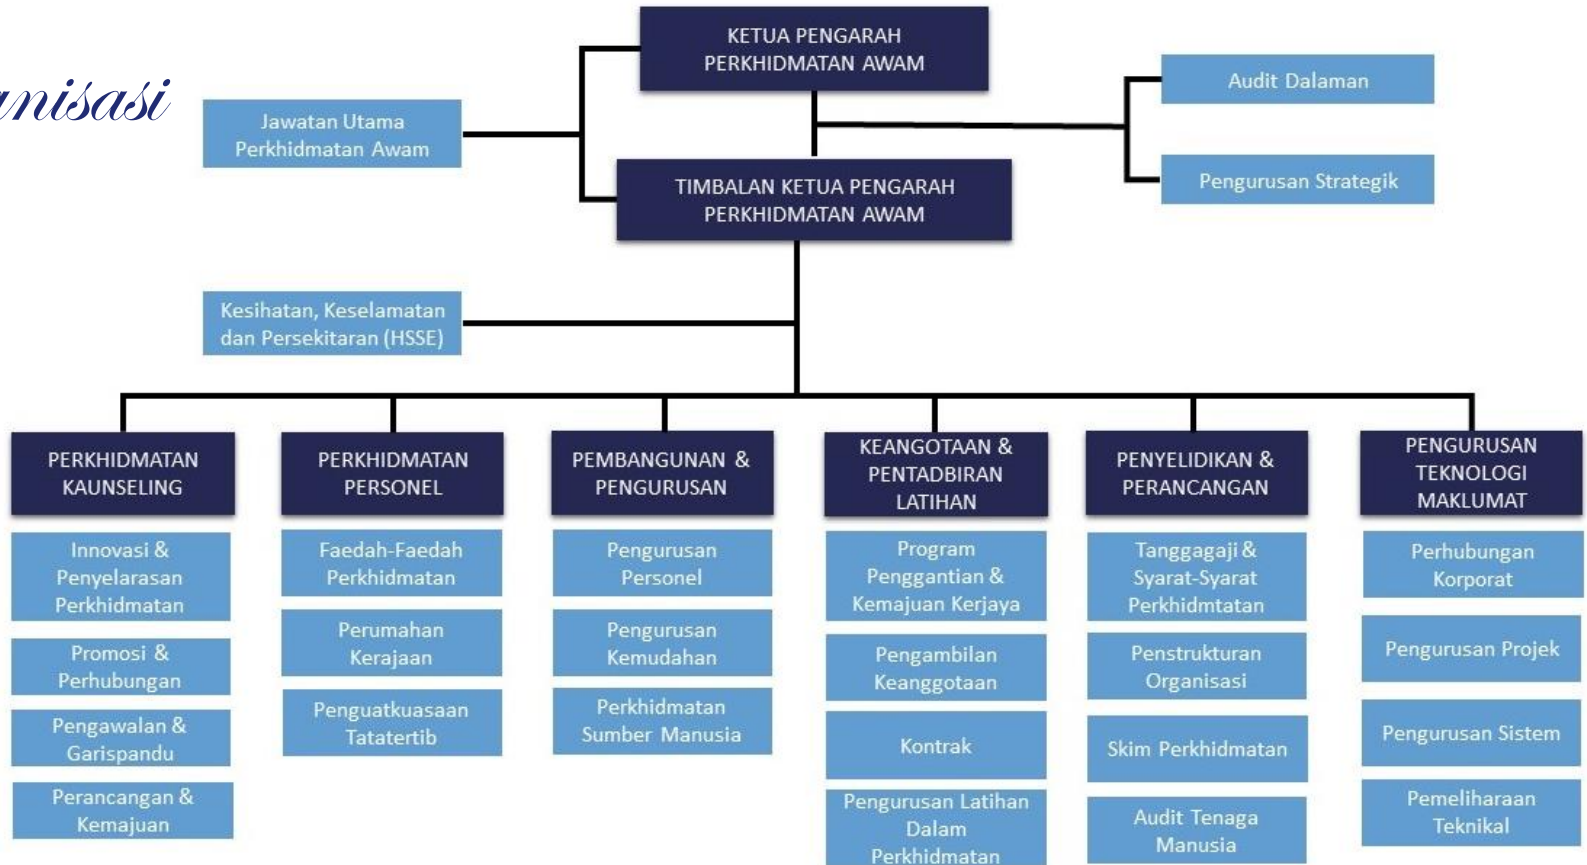 KETUA PENGARAH
PERKHIDMATAN AWAM
anisasi
Jawatan Utama
Perkhidmatan Awam
Audit Dalaman
TIMBALAN KETUA PENGARAH
PERKHIDMATAN AWAM
Pengurusan Strategik
Kesihatan, Keselamatan
dan Persekitaran (HSSE)
PERKHIDMATAN
KAUNSELING
Innovasi &
Penyelarasan
Perkhidmatan
Promosi &
Perhubungan
Pengawalan &
Garispandu
Perancangan &
Kemajuan
PERKHIDMATAN
PERSONEL
Faedah-Faedah
Perkhidmatan
Perumahan
Kerajaan
Penguatkuasaan
Tatatertib
PEMBANGUNAN &
PENGURUSAN
Pengurusan
Personel
Pengurusan
Kemudahan
Perkhidmatan
Sumber Manusia
KEANGOTAAN &
PENTADBIRAN
LATIHAN
Program
Penggantian &
Kemajuan Kerjaya
Pengambilan
Keanggotaan
Kontrak
Pengurusan Latihan
Dalam
Perkhidmatan
PENYELIDIKAN &
PERANCANGAN
Tanggagaji &
Syarat-Syarat
Perkhidmtatan
Penstrukturan
Organisasi
Skim Perkhidmatan
Audit Tenaga
Manusia
PENGURUSAN
TEKNOLOGI
MAKLUMAT
Perhubungan
Korporat
Pengurusan Projek
Pengurusan Sistem
Pemeliharaan
Teknikal